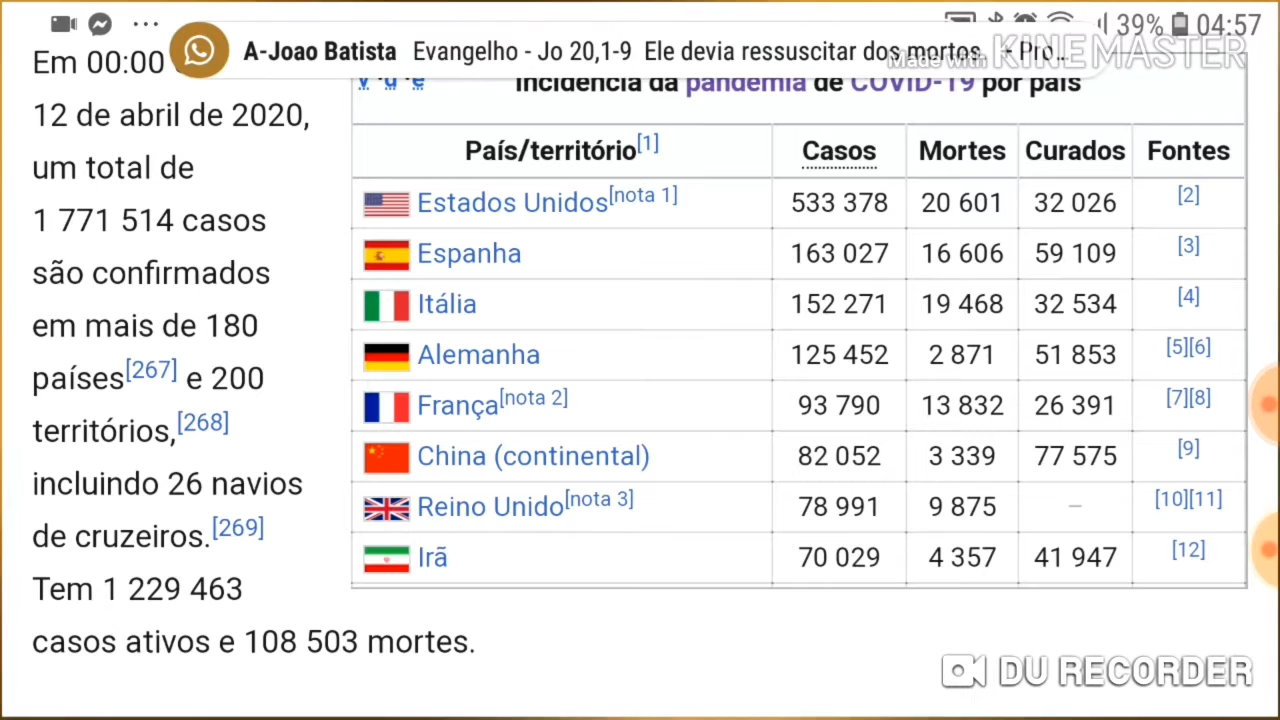 39% 04:57
A-Joao Batista Evangelho - Jo 20,1-9 Ele devia ressuscitar dos mortos. + Pro...
Made with KINEMASTER
Em 00:00
12 de abril de 2020,
um total de
1 771 514 casos
são confirmados
em mais de 180
países[267] e 200
territórios,[268]
incluindo 26 navios
de cruzeiros.[269]
Tem 1 229 463
casos ativos e 108 503 mortes.
v · d · e Incidência da pandemia de COVID-19 por país
País/território[1] Casos Mortes Curados Fontes
Estados Unidos[nota 1] 533 378 20 601 32 026 [2]
Espanha 163 027 16 606 59 109 [3]
Itália 152 271 19 468 32 534 [4]
Alemanha 125 452 2 871 51 853 [5][6]
França[nota 2] 93 790 13 832 26 391 [7][8]
China (continental) 82 052 3 339 77 575 [9]
Reino Unido[nota 3] 78 991 9 875 – [10][11]
Irã 70 029 4 357 41 947 [12]
DU RECORDER